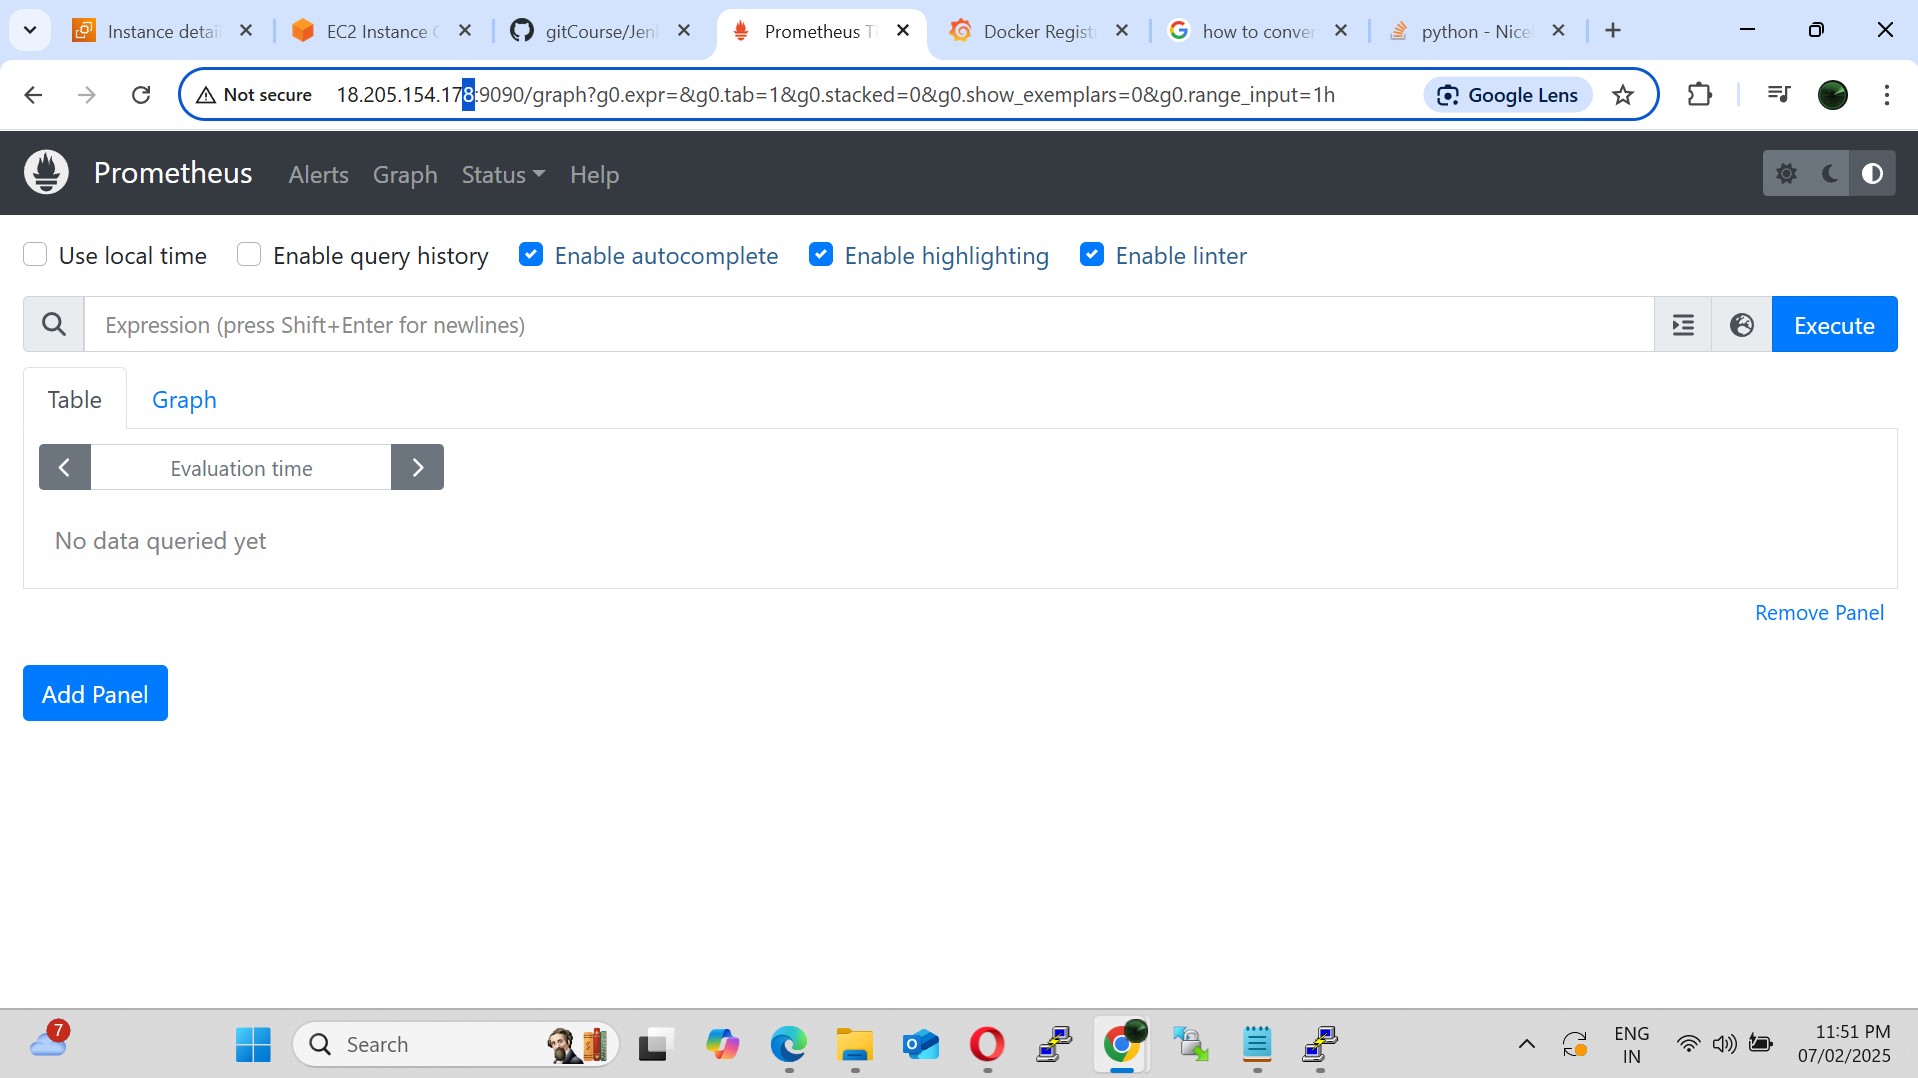 Instance detai
EC2 Instance
gitCourse/Jen
Prometheus T
Docker Regist
how to conve
python - Nice
Not secure
18.205.154.178:9090/graph?g0.expr=&g0.tab=1&g0.stacked=0&g0.show_exemplars=0&g0.range_input=1h
Google Lens
Prometheus
Alerts
Graph
Status
Help
Use local time
Enable query history
Enable autocomplete
Enable highlighting
Enable linter
Expression (press Shift+Enter for newlines)
Execute
Table
Graph
Evaluation time
No data queried yet
Remove Panel
Add Panel
7
Search
ENG
IN
11:51 PM
07/02/2025